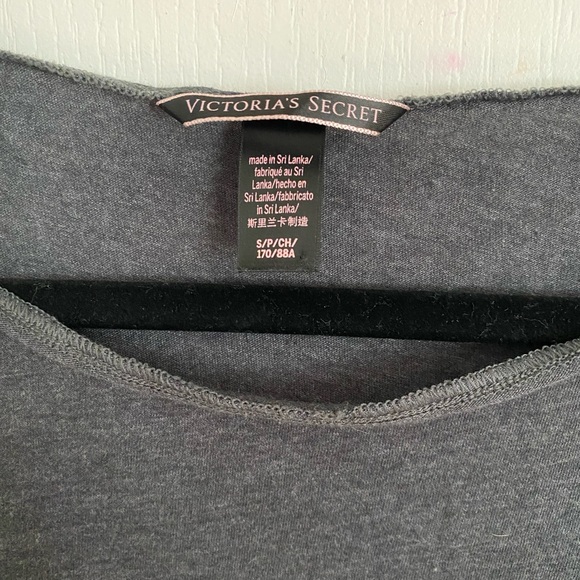 VICTORIA'S SECRET
made in Sri Lanka/
fabriqué au Sri
Lanka/hecho en
Sri Lanka/fabbricato
in Sri Lanka/
斯里兰卡制造
S/P/CH/
170/88A